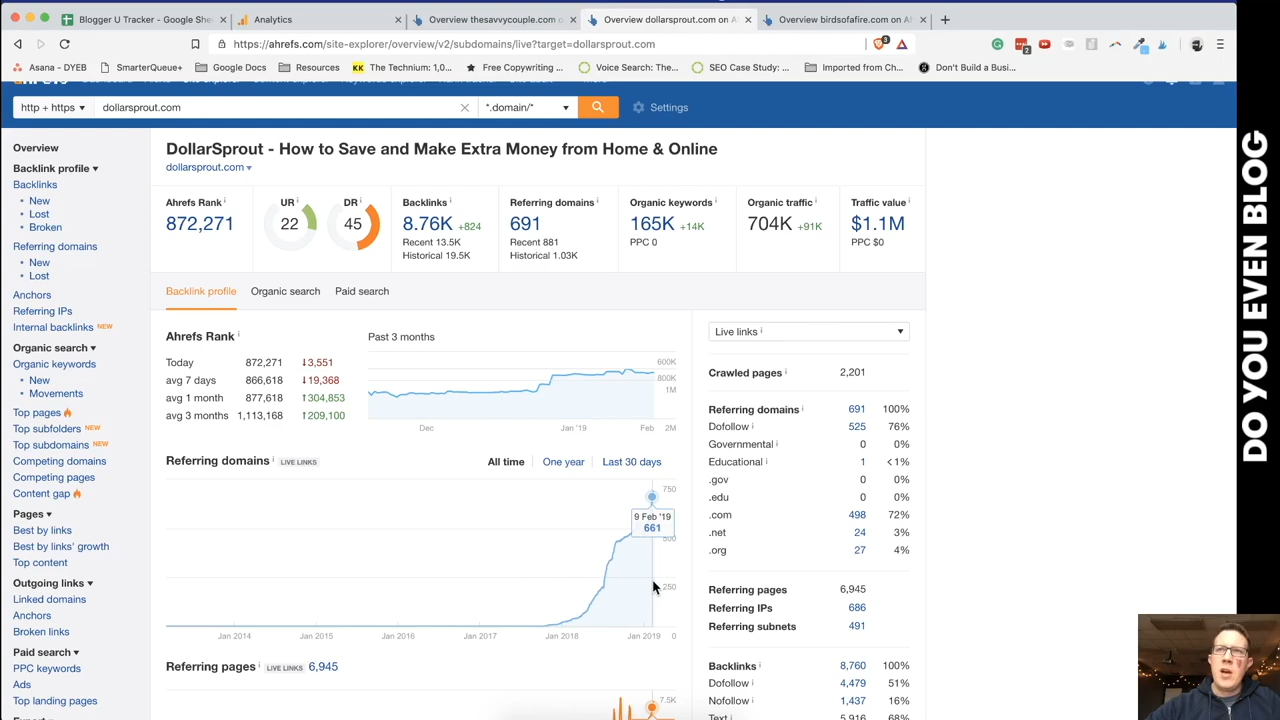 Blogger U Tracker - Google She
Analytics
Overview thesavvycouple.com o
Overview dollarsprout.com on A
Overview birdsofafire.com on Ah
https://ahrefs.com/site-explorer/overview/v2/subdomains/live?target=dollarsprout.com
3
2
Asana - DYEB
SmarterQueue+
Google Docs
Resources
KK The Technium: 1,0...
Free Copywriting ...
Voice Search: The...
SEO Case Study: ...
Imported from Ch...
Don't Build a Busi...
http + https
dollarsprout.com
*.domain/*
Settings
DollarSprout - How to Save and Make Extra Money from Home & Online
dollarsprout.com
Ahrefs Rank
872,271
UR
22
DR
45
Backlinks
8.76K +824
Recent 13.5K
Historical 19.5K
Referring domains
691
Recent 881
Historical 1.03K
Organic keywords
165K +14K
PPC 0
Organic traffic
704K +91K
Traffic value
$1.1M
PPC $0
Overview
Backlink profile
Backlinks
New
Lost
Broken
Referring domains
New
Lost
Anchors
Referring IPs
Internal backlinks NEW
Organic search
Organic keywords
New
Movements
Top pages
Top subfolders NEW
Top subdomains NEW
Competing domains
Competing pages
Content gap
Pages
Best by links
Best by links' growth
Top content
Outgoing links
Linked domains
Anchors
Broken links
Paid search
PPC keywords
Ads
Top landing pages
Backlink profile
Organic search
Paid search
Ahrefs Rank
Today 872,271 ↓3,551
avg 7 days 866,618 ↓19,368
avg 1 month 877,618 ↑304,853
avg 3 months 1,113,168 ↑209,100
Past 3 months
600K
800K
1M
2M
Dec
Jan '19
Feb
Referring domains LIVE LINKS
All time
One year
Last 30 days
750
500
250
0
9 Feb '19
661
Jan 2014
Jan 2015
Jan 2016
Jan 2017
Jan 2018
Jan 2019
Referring pages LIVE LINKS 6,945
7.5K
Live links
Crawled pages 2,201
Referring domains 691 100%
Dofollow 525 76%
Governmental 0 0%
Educational 1 <1%
.gov 0 0%
.edu 0 0%
.com 498 72%
.net 24 3%
.org 27 4%
Referring pages 6,945
Referring IPs 686
Referring subnets 491
Backlinks 8,760 100%
Dofollow 4,479 51%
Nofollow 1,437 16%
Text 5,916 68%
DO YOU EVEN BLOG